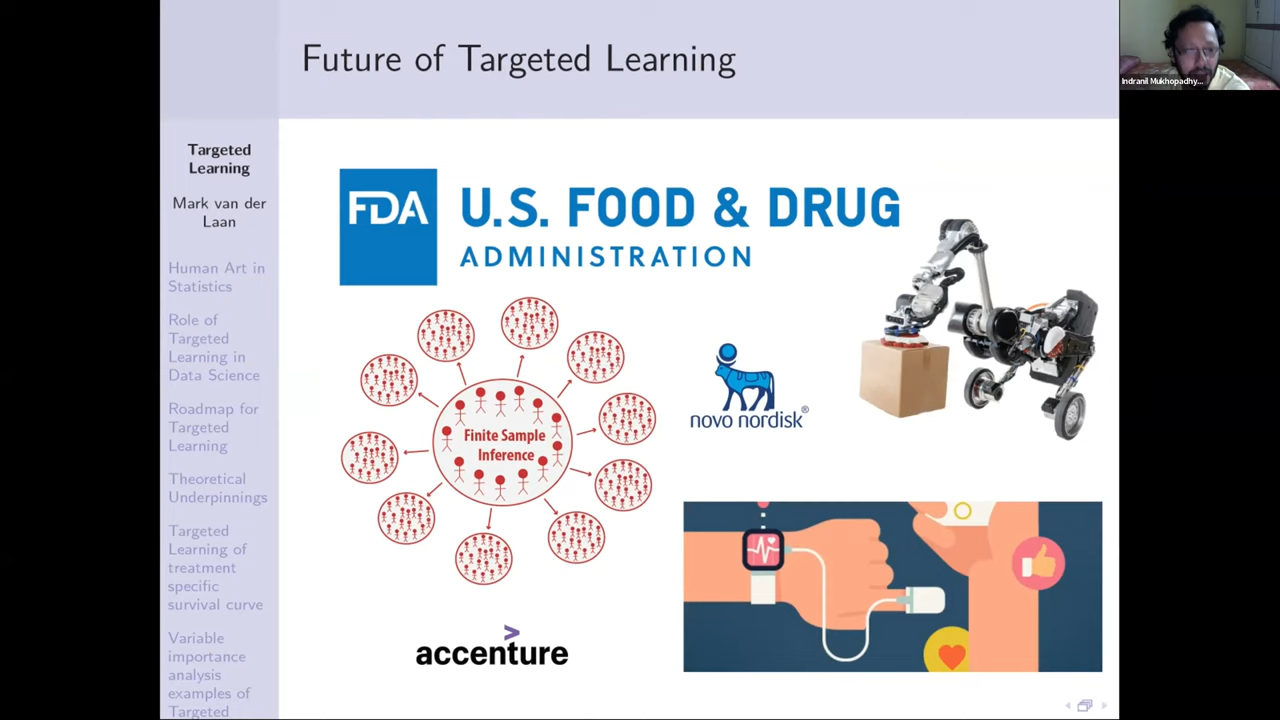 Future of Targeted Learning
Indranil Mukhopadhy...
Targeted
Learning
Mark van der
Laan
Human Art in
Statistics
Role of
Targeted
Learning in
Data Science
Roadmap for
Targeted
Learning
Theoretical
Underpinnings
Targeted
Learning of
treatment
specific
survival curve
Variable
importance
analysis
examples of
Targeted
FDA
U.S. FOOD & DRUG
ADMINISTRATION
Finite Sample
Inference
novo nordisk®
accenture